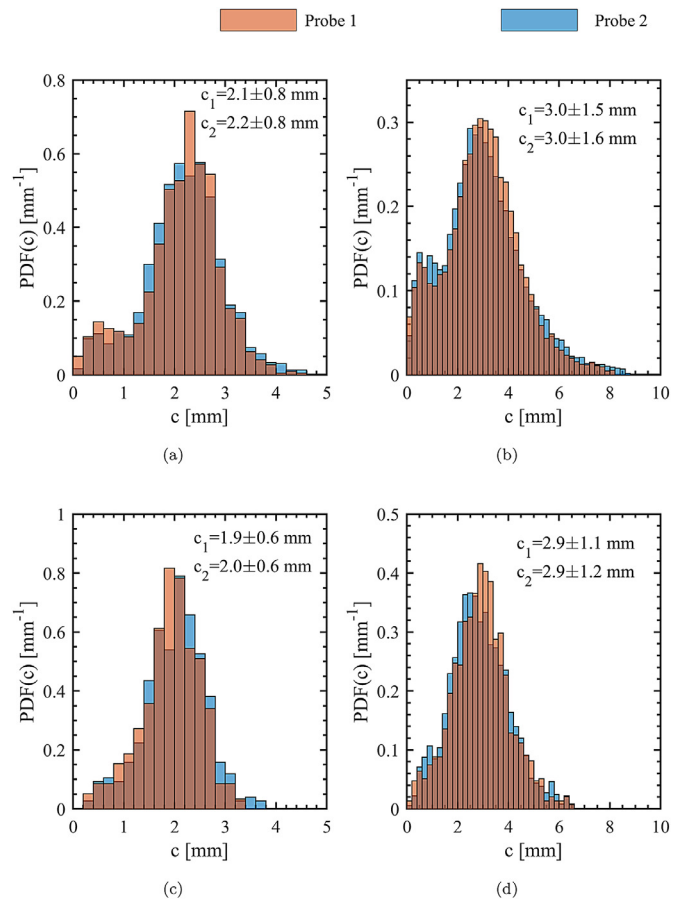 Probe 1
Probe 2
0.8
0.6
0.4
0.2
0
PDF(c) [mm⁻¹]
c₁=2.1±0.8 mm
c₂=2.2±0.8 mm
0 1 2 3 4 5
c [mm]
(a)
0.3
0.2
0.1
0
PDF(c) [mm⁻¹]
c₁=3.0±1.5 mm
c₂=3.0±1.6 mm
0 2 4 6 8 10
c [mm]
(b)
1
0.8
0.6
0.4
0.2
0
PDF(c) [mm⁻¹]
c₁=1.9±0.6 mm
c₂=2.0±0.6 mm
0 1 2 3 4 5
c [mm]
(c)
0.5
0.4
0.3
0.2
0.1
0
PDF(c) [mm⁻¹]
c₁=2.9±1.1 mm
c₂=2.9±1.2 mm
0 2 4 6 8 10
c [mm]
(d)